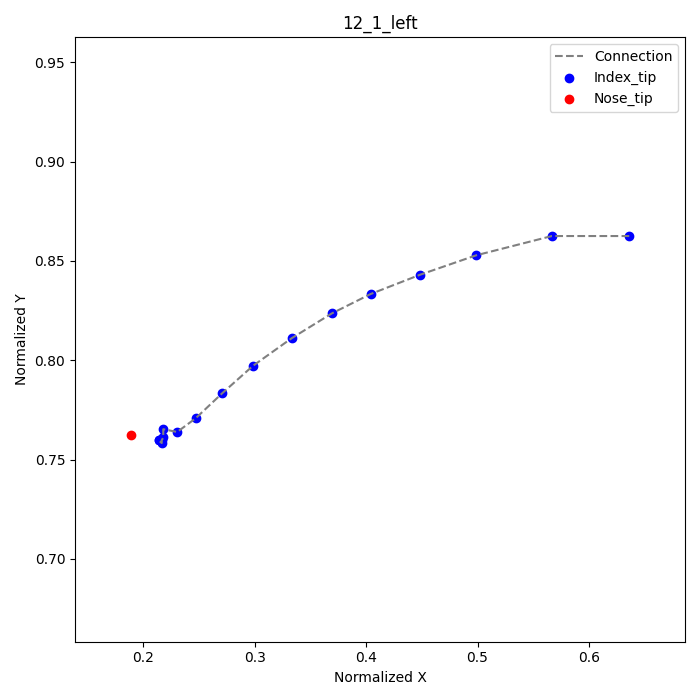 12_1_left
Connection
Index_tip
Nose_tip
0.95
0.90
0.85
0.80
0.75
0.70
Normalized Y
0.2 0.3 0.4 0.5 0.6
Normalized X